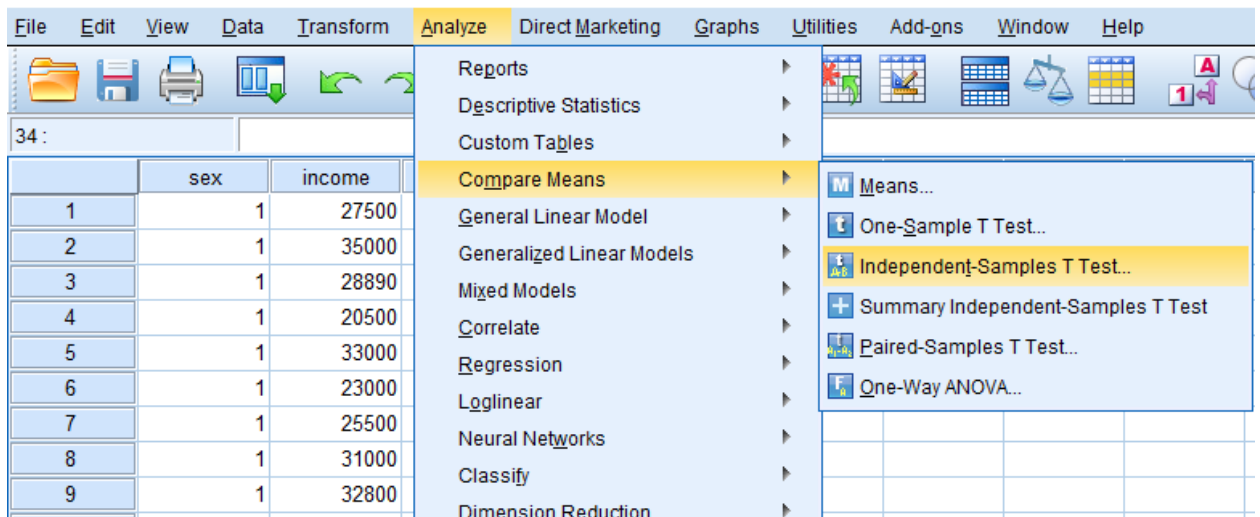 File Edit View Data Transform Analyze Direct Marketing Graphs Utilities Add-ons Window Help
A
1
34 :
sex income
1 1 27500
2 1 35000
3 1 28890
4 1 20500
5 1 33000
6 1 23000
7 1 25500
8 1 31000
9 1 32800
Reports
Descriptive Statistics
Custom Tables
Compare Means
General Linear Model
Generalized Linear Models
Mixed Models
Correlate
Regression
Loglinear
Neural Networks
Classify
Dimension Reduction
M Means...
t One-Sample T Test...
Independent-Samples T Test...
Summary Independent-Samples T Test
Paired-Samples T Test...
One-Way ANOVA...